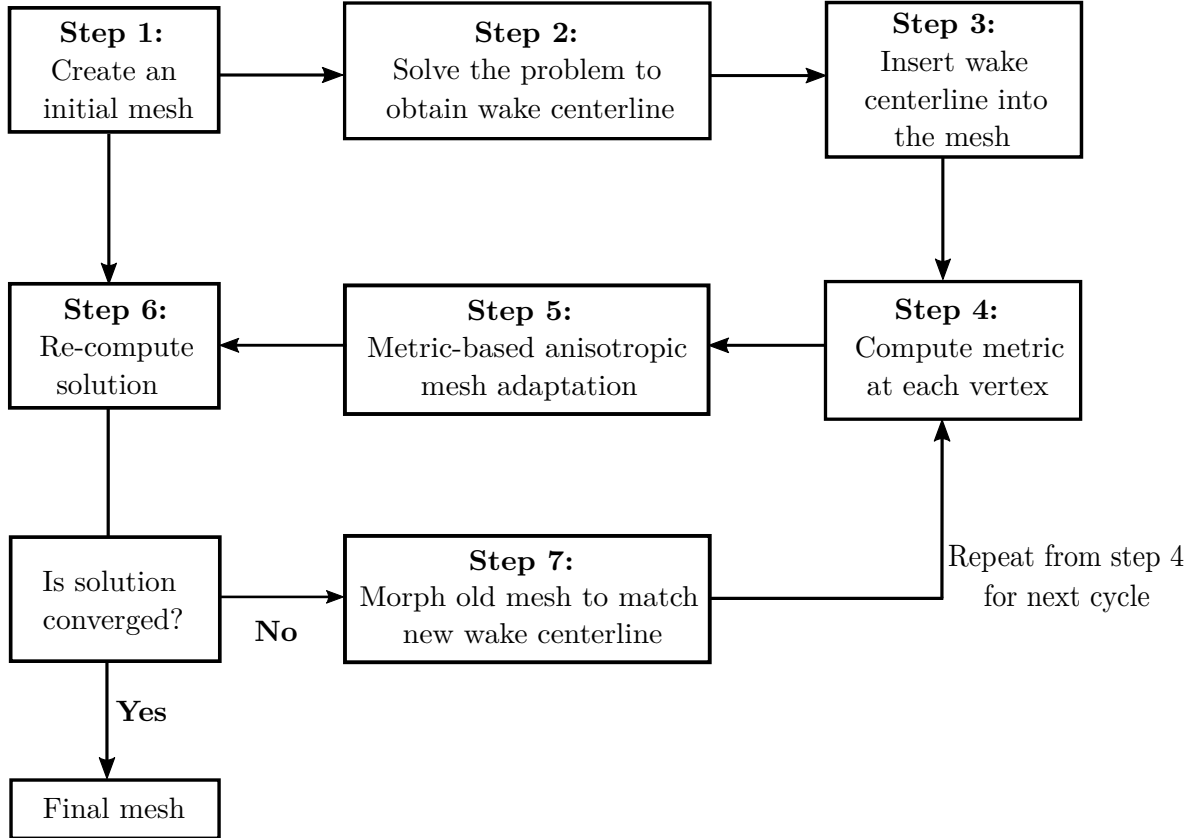 Step 1:
Create an
initial mesh
Step 2:
Solve the problem to
obtain wake centerline
Step 3:
Insert wake
centerline into
the mesh
Step 6:
Re-compute
solution
Step 5:
Metric-based anisotropic
mesh adaptation
Step 4:
Compute metric
at each vertex
Is solution
converged?
No
Step 7:
Morph old mesh to match
new wake centerline
Repeat from step 4
for next cycle
Yes
Final mesh